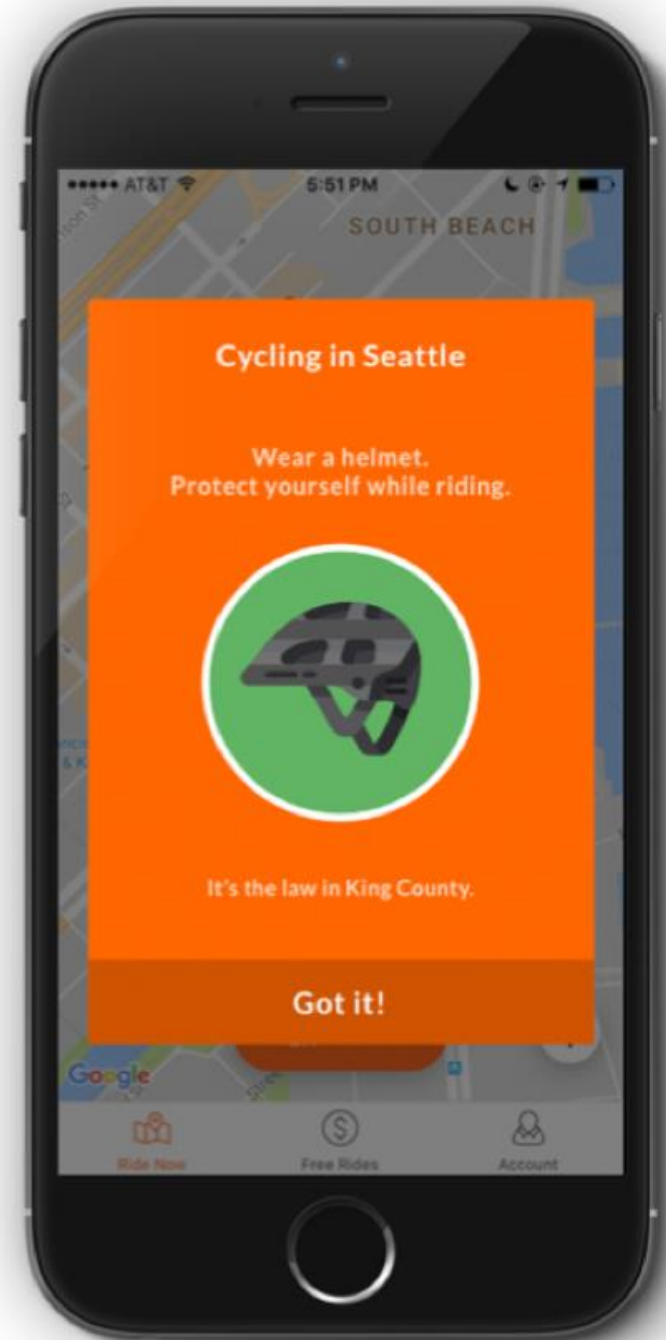 AT&T 5:51 PM
SOUTH BEACH
Cycling in Seattle
Wear a helmet.
Protect yourself while riding.
It's the law in King County.
Got it!
Google
Ride Now Free Rides Account